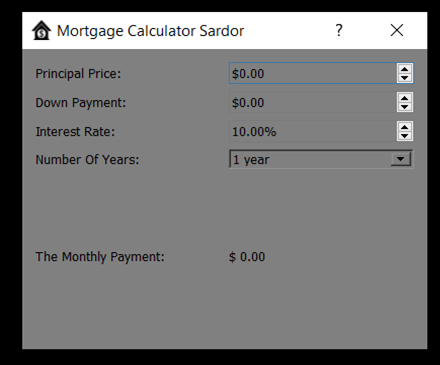 Mortgage Calculator Sardor ?
Principal Price: $0.00
Down Payment: $0.00
Interest Rate: 10.00%
Number Of Years: 1 year
The Monthly Payment: $ 0.00